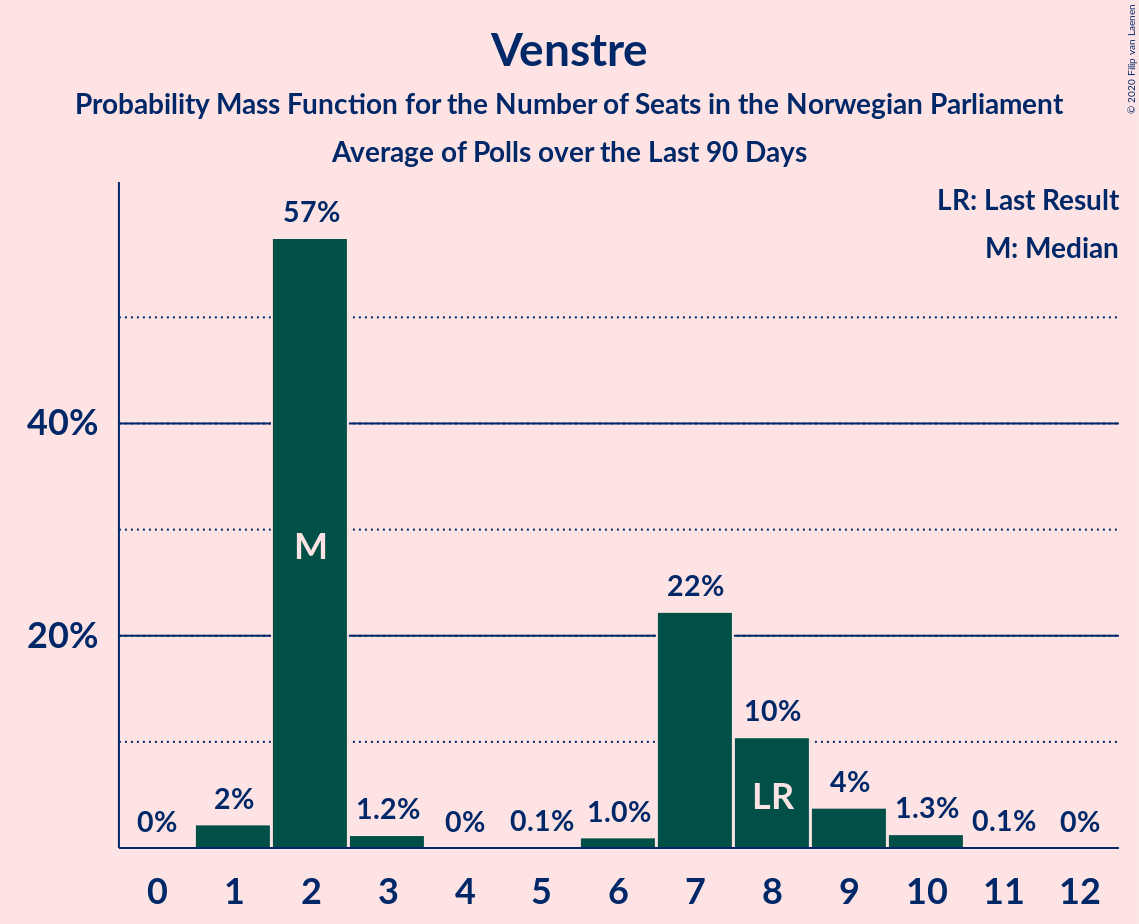 Venstre
Probability Mass Function for the Number of Seats in the Norwegian Parliament
Average of Polls over the Last 90 Days
© 2020 Filip van Laenen
LR: Last Result
M: Median
57%
40%
M
22%
20%
10%
LR
4%
2%
1.2%
1.3%
1.0%
0%
0%
0.1%
0.1%
0%
0 1 2 3 4 5 6 7 8 9 10 11 12